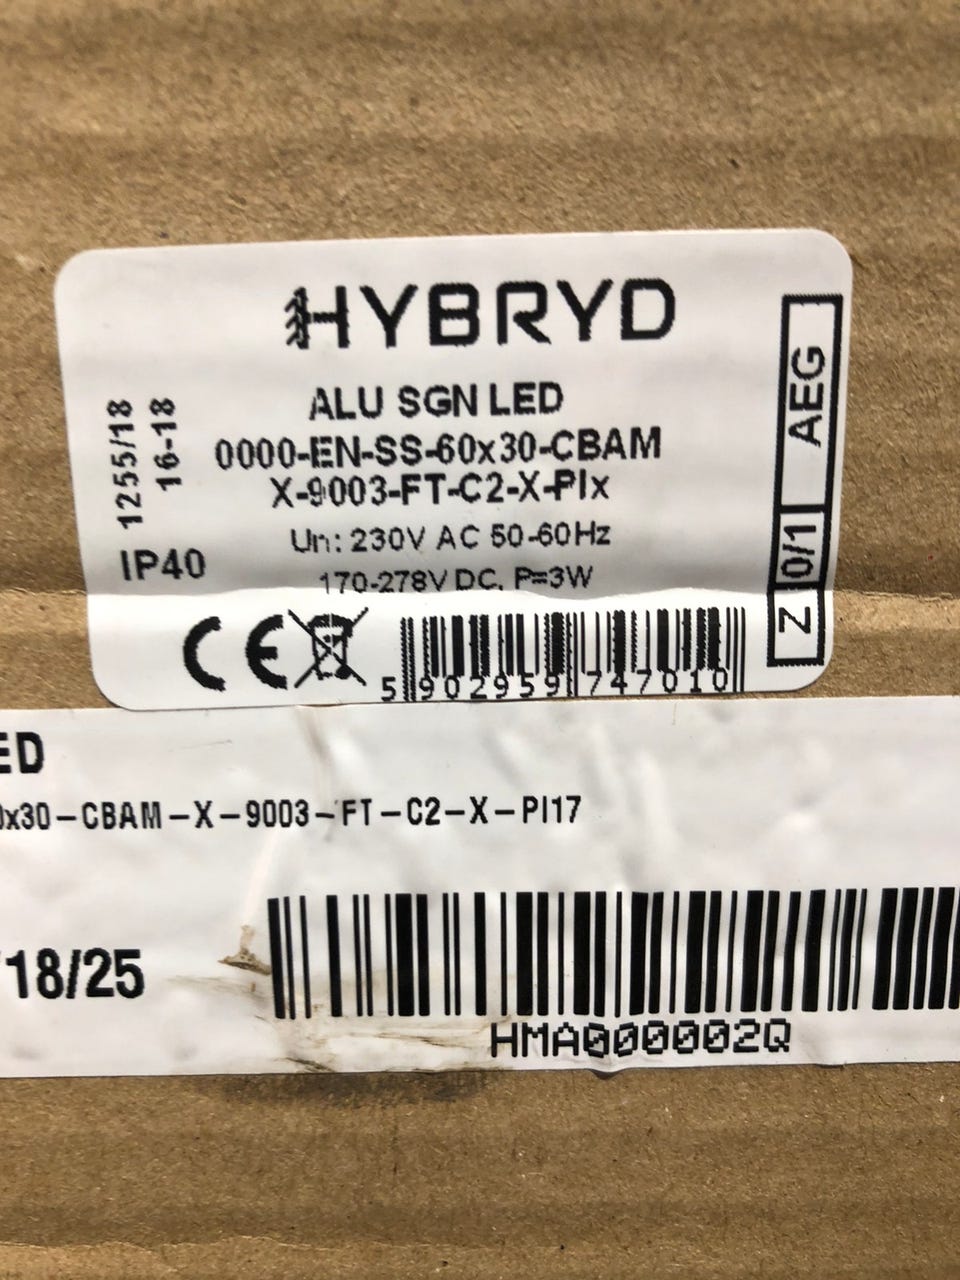 HYBRYD
ALU SGN LED
0000-EN-SS-60x30-CBAM
X-9003-FT-C2-X-PIx
Un: 230V AC 50-60Hz
170-278V DC, P=3W
1255/18
16-18
IP40
CE
5 902959 747010
Z 0/1 AEG
ED
0x30-CBAM-X-9003-FT-C2-X-PI17
/18/25
HMA000002Q